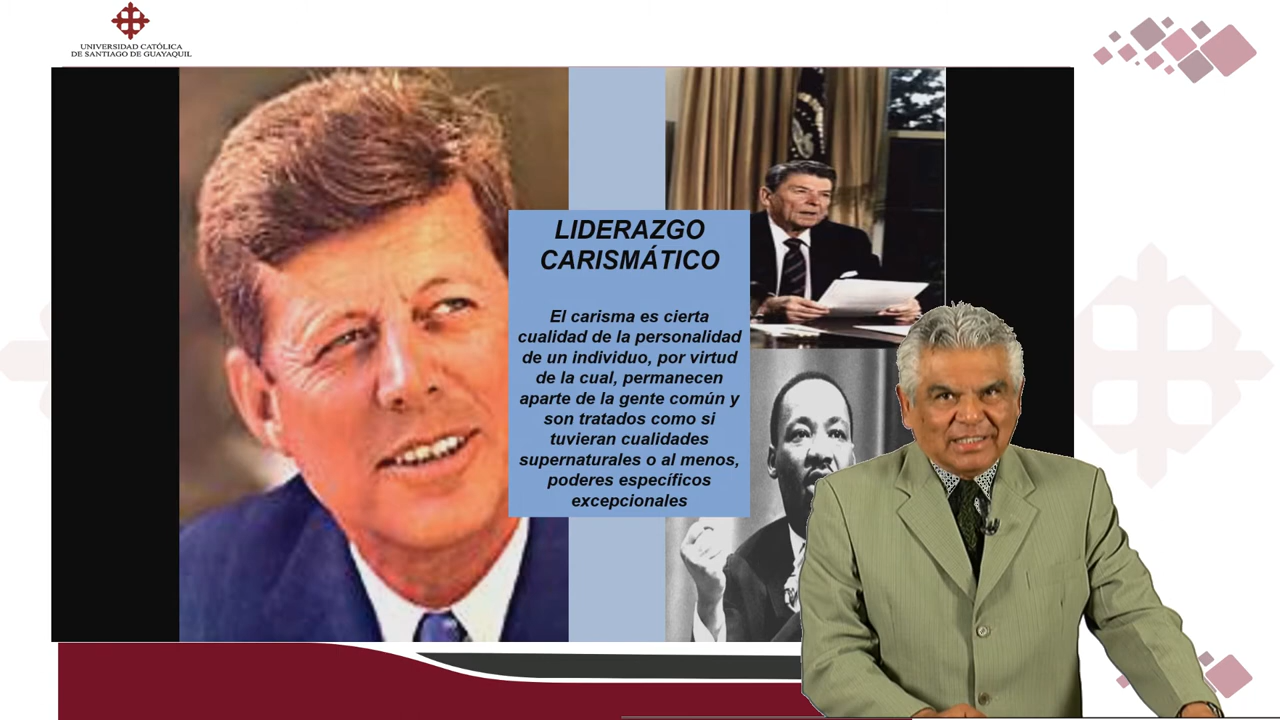 UNIVERSIDAD CATÓLICA
DE SANTIAGO DE GUAYAQUIL
LIDERAZGO
CARISMÁTICO
El carisma es cierta
cualidad de la personalidad
de un individuo, por virtud
de la cual, permanecen
aparte de la gente común y
son tratados como si
tuvieran cualidades
supernaturales o al menos,
poderes específicos
excepcionales